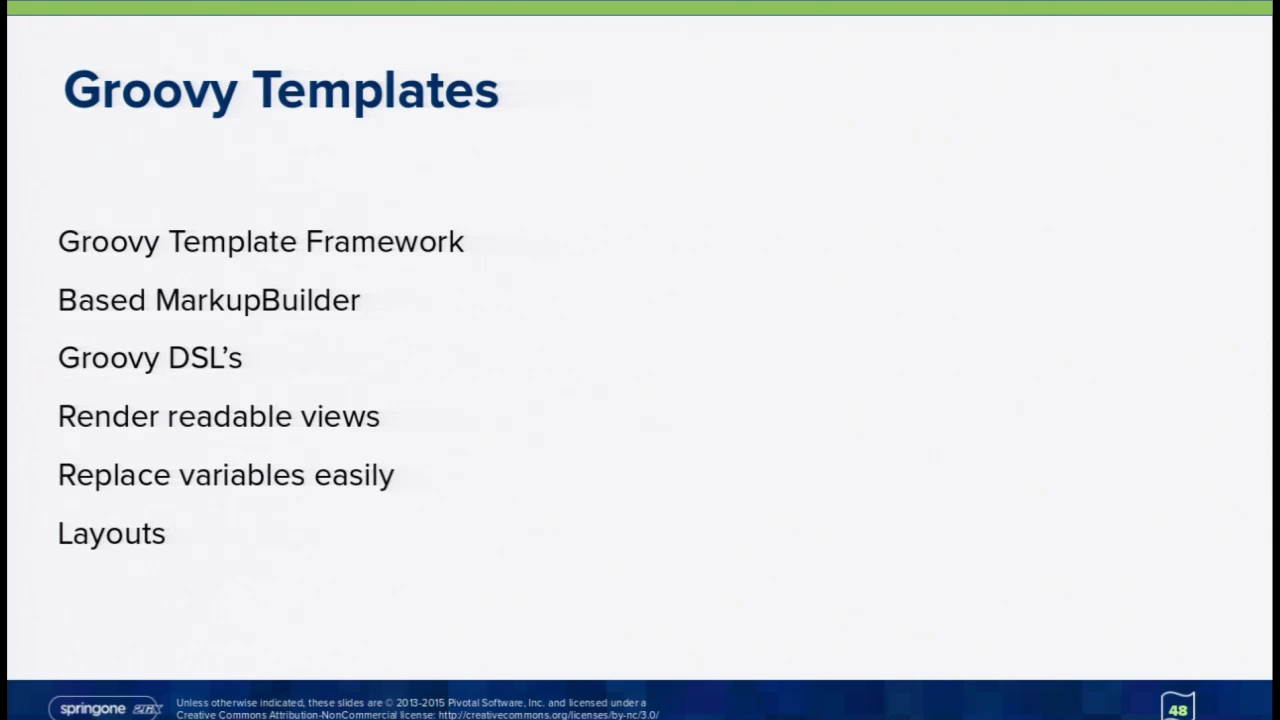 Groovy Templates
Groovy Template Framework
Based MarkupBuilder
Groovy DSL’s
Render readable views
Replace variables easily
Layouts
springone 2GX
Unless otherwise indicated, these slides are © 2013-2015 Pivotal Software, Inc. and licensed under a
Creative Commons Attribution-NonCommercial license: http://creativecommons.org/licenses/by-nc/3.0/
48